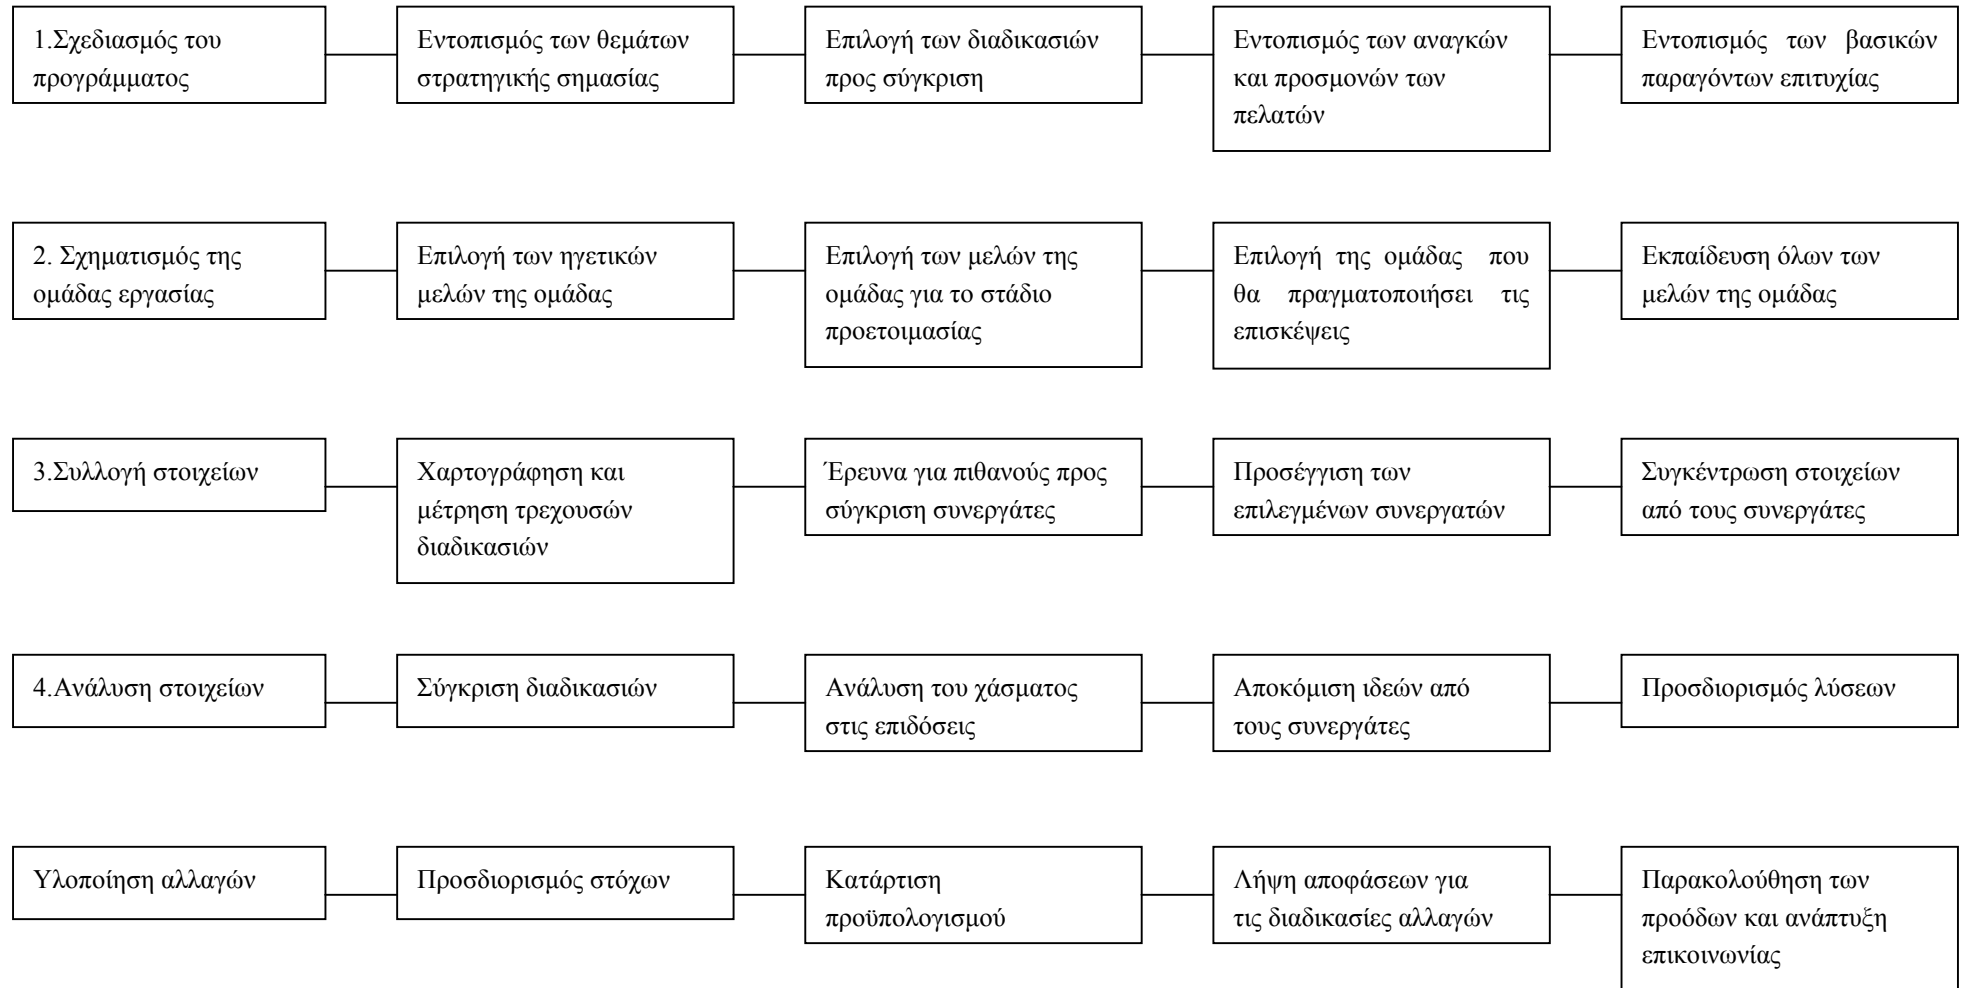 1.Σχεδιασμός του
προγράμματος
Εντοπισμός των θεμάτων
στρατηγικής σημασίας
Επιλογή των διαδικασιών
προς σύγκριση
Εντοπισμός των αναγκών
και προσμονών των
πελατών
Εντοπισμός των βασικών
παραγόντων επιτυχίας
2. Σχηματισμός της
ομάδας εργασίας
Επιλογή των ηγετικών
μελών της ομάδας
Επιλογή των μελών της
ομάδας για το στάδιο
προετοιμασίας
Επιλογή της ομάδας που
θα πραγματοποιήσει τις
επισκέψεις
Εκπαίδευση όλων των
μελών της ομάδας
3.Συλλογή στοιχείων
Χαρτογράφηση και
μέτρηση τρεχουσών
διαδικασιών
Έρευνα για πιθανούς προς
σύγκριση συνεργάτες
Προσέγγιση των
επιλεγμένων συνεργατών
Συγκέντρωση στοιχείων
από τους συνεργάτες
4.Ανάλυση στοιχείων
Σύγκριση διαδικασιών
Ανάλυση του χάσματος
στις επιδόσεις
Αποκόμιση ιδεών από
τους συνεργάτες
Προσδιορισμός λύσεων
Υλοποίηση αλλαγών
Προσδιορισμός στόχων
Κατάρτιση
προϋπολογισμού
Λήψη αποφάσεων για
τις διαδικασίες αλλαγών
Παρακολούθηση των
προόδων και ανάπτυξη
επικοινωνίας